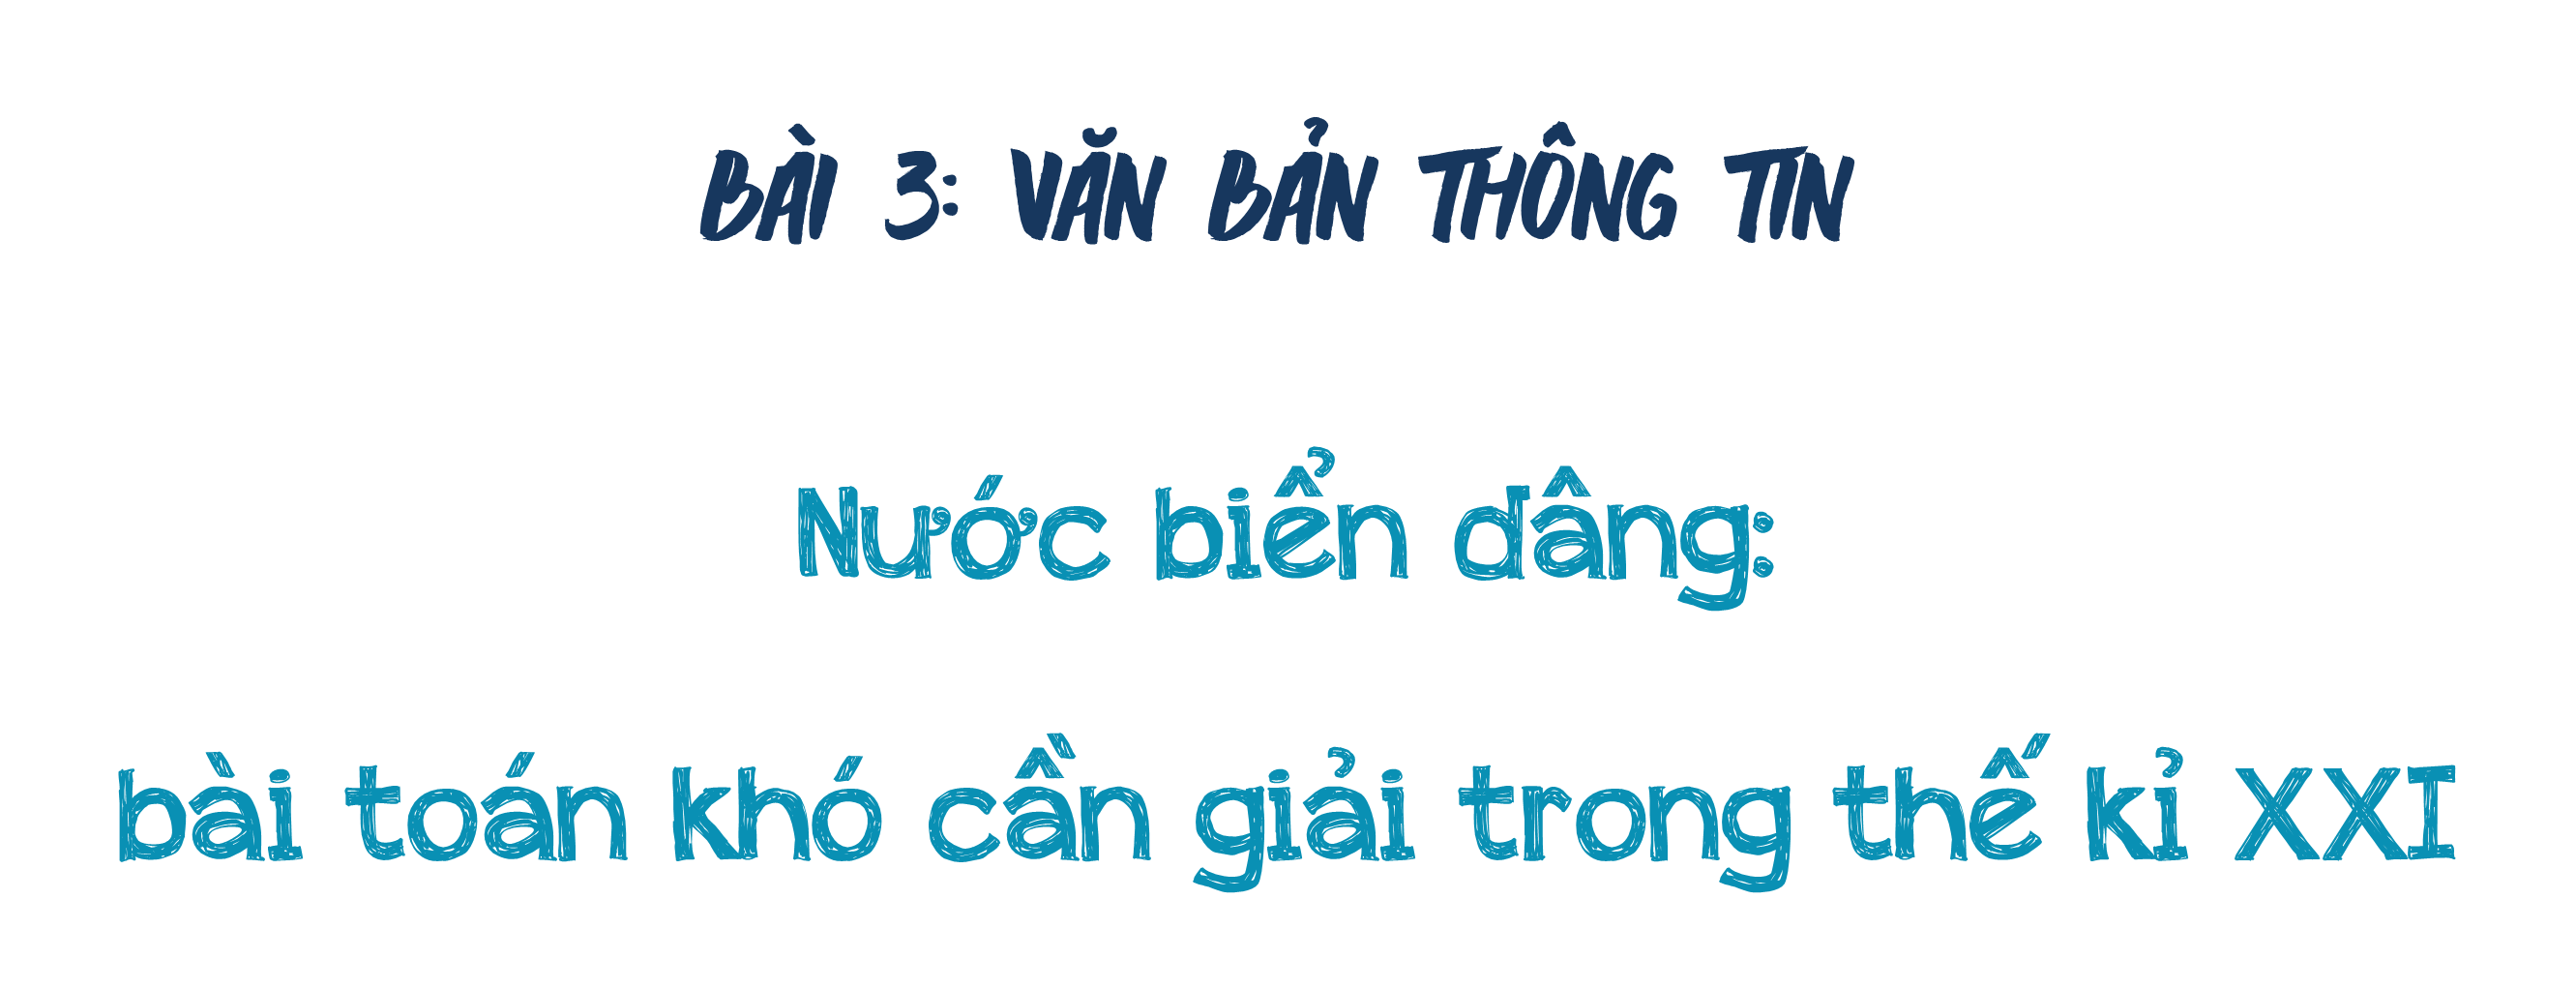 BÀI 3: VĂN BẢN THÔNG TIN
Nước biển dâng:
bài toán khó cần giải trong thế kỉ XXI